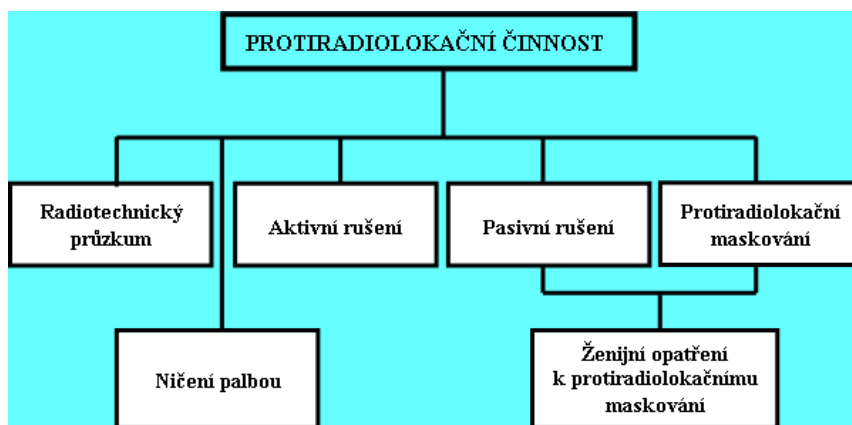 PROTIRADIOLOKAČNÍ ČINNOST
Radiotechnický
průzkum
Aktivní rušení
Pasivní rušení
Protiradiolokační
maskování
Ničení palbou
Ženijní opatření
k protiradiolokačnímu
maskování